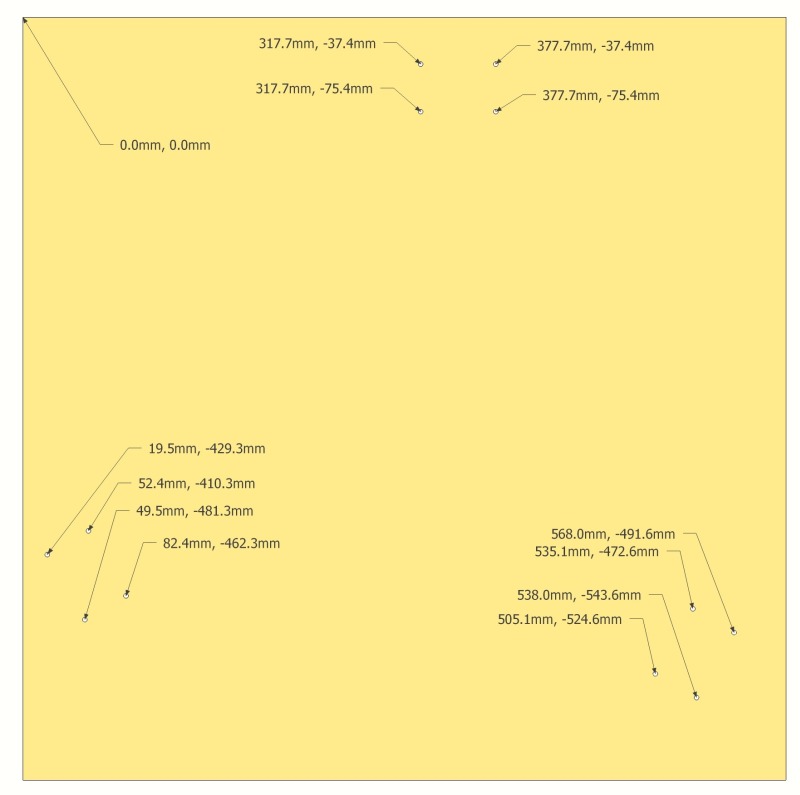 317.7mm, -37.4mm
377.7mm, -37.4mm
317.7mm, -75.4mm
377.7mm, -75.4mm
0.0mm, 0.0mm
19.5mm, -429.3mm
52.4mm, -410.3mm
49.5mm, -481.3mm
82.4mm, -462.3mm
568.0mm, -491.6mm
535.1mm, -472.6mm
538.0mm, -543.6mm
505.1mm, -524.6mm